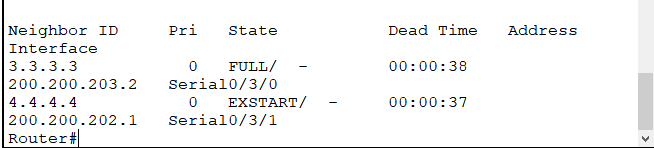 Neighbor ID     Pri   State           Dead Time   Address
Interface
3.3.3.3           0   FULL/  -        00:00:38
200.200.203.2   Serial0/3/0
4.4.4.4           0   EXSTART/  -     00:00:37
200.200.202.1   Serial0/3/1
Router#